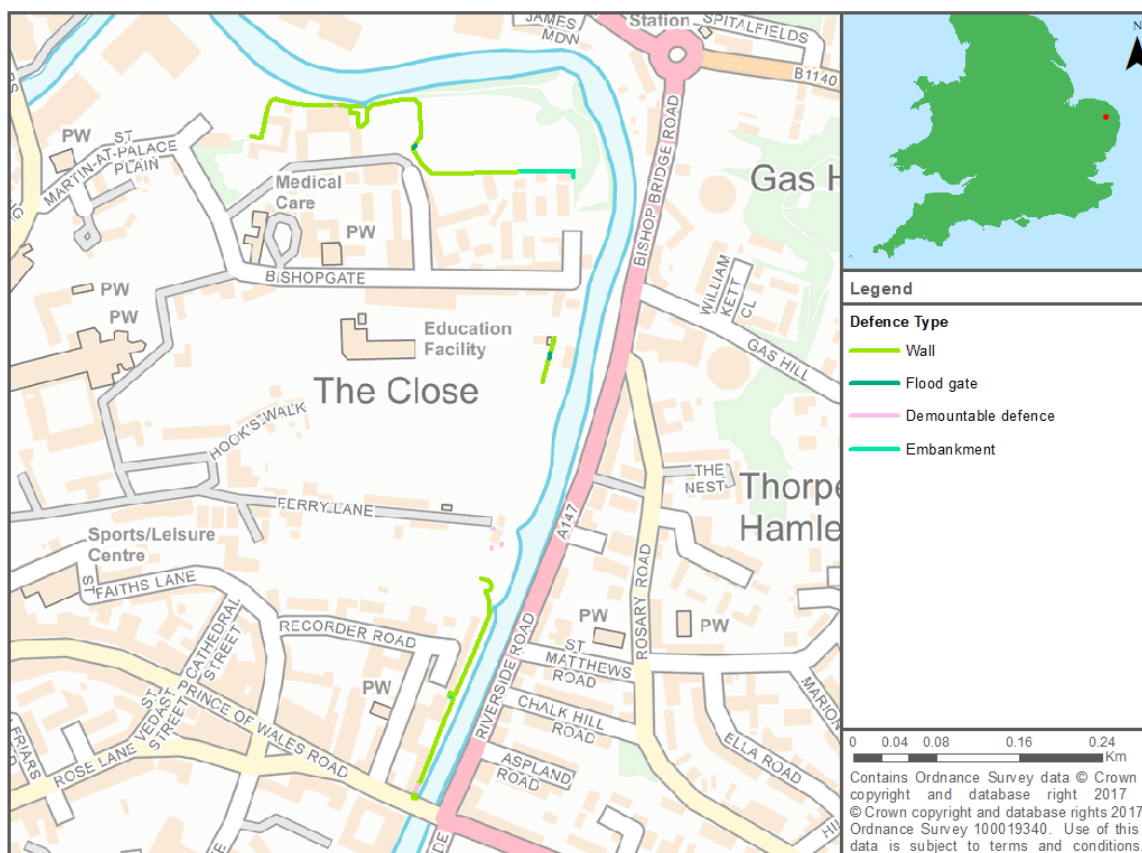 JAMES
MDW
Station
SPITALFIELDS
B1140
BISHOP BRIDGE ROAD
PW
ST
MARTIN-AT-PALACE
PLAIN
Medical
Care
PW
BISHOPGATE
Gas H
WILLIAM
KETT
CL
GAS HILL
PW
PW
Education
Facility
The Close
HOOK'S WALK
FERRY LANE
A147
THE
NEST
Thorpe
Hamle
Sports/Leisure
Centre
ST
FAITHS LANE
CATHEDRAL
STREET
RECORDER ROAD
RIVERSIDE ROAD
ROSARY ROAD
PW
PW
ST
MATTHEWS
ROAD
MARION
PW
CHALK HILL
ROAD
ELLA ROAD
ASPLAND
ROAD
PRINCE OF WALES ROAD
ST
VEDAST
STREET
ROSE LANE
FRIARS
N
Legend
Defence Type
Wall
Flood gate
Demountable defence
Embankment
0 0.04 0.08 0.16 0.24
Km
Contains Ordnance Survey data © Crown
copyright and database right 2017
© Crown copyright and database rights 2017
Ordnance Survey 100019340. Use of this
data is subject to terms and conditions